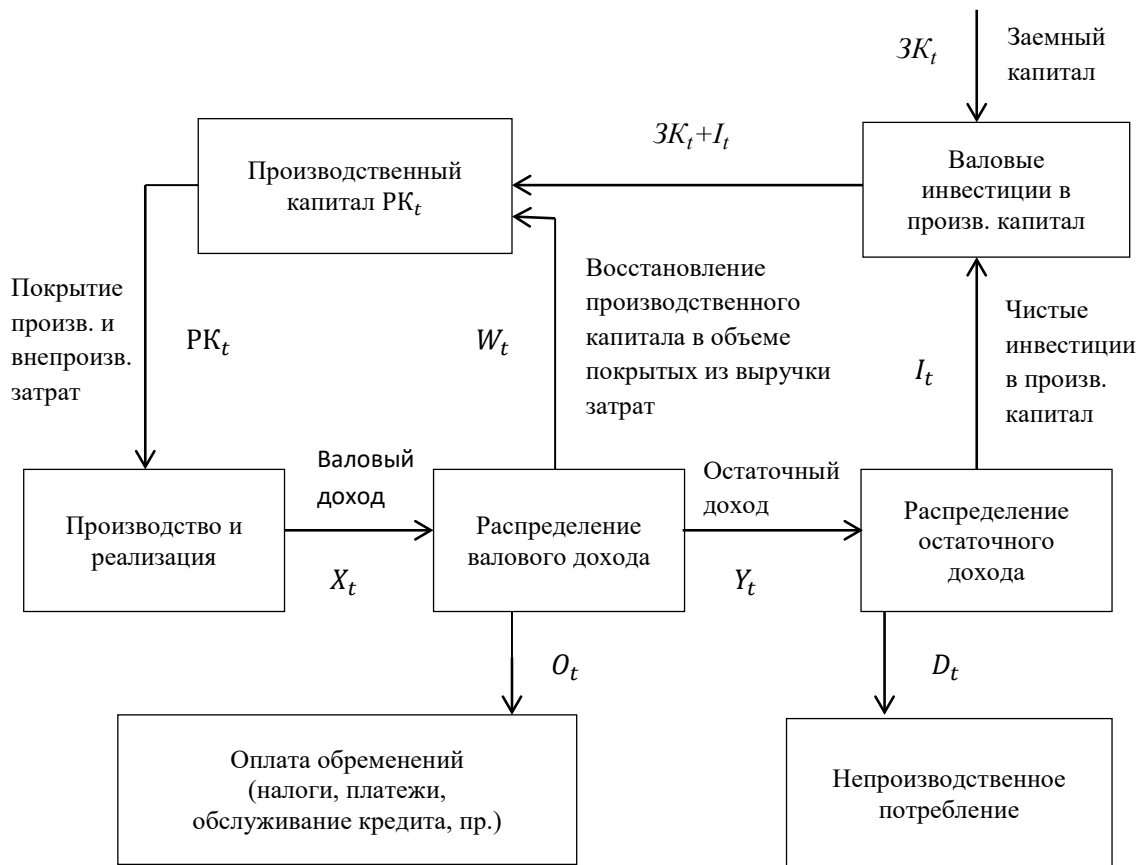 ЗК_t
Заемный
капитал
ЗК_t+I_t
Производственный
капитал РК_t
Валовые
инвестиции в
произв. капитал
Покрытие
произв. и
внепроизв.
затрат
РК_t
W_t
Восстановление
производственного
капитала в объеме
покрытых из выручки
затрат
I_t
Чистые
инвестиции
в произв.
капитал
Производство и
реализация
Валовый
доход
X_t
Распределение
валового дохода
Остаточный
доход
Y_t
Распределение
остаточного
дохода
O_t
D_t
Оплата обременений
(налоги, платежи,
обслуживание кредита, пр.)
Непроизводственное
потребление